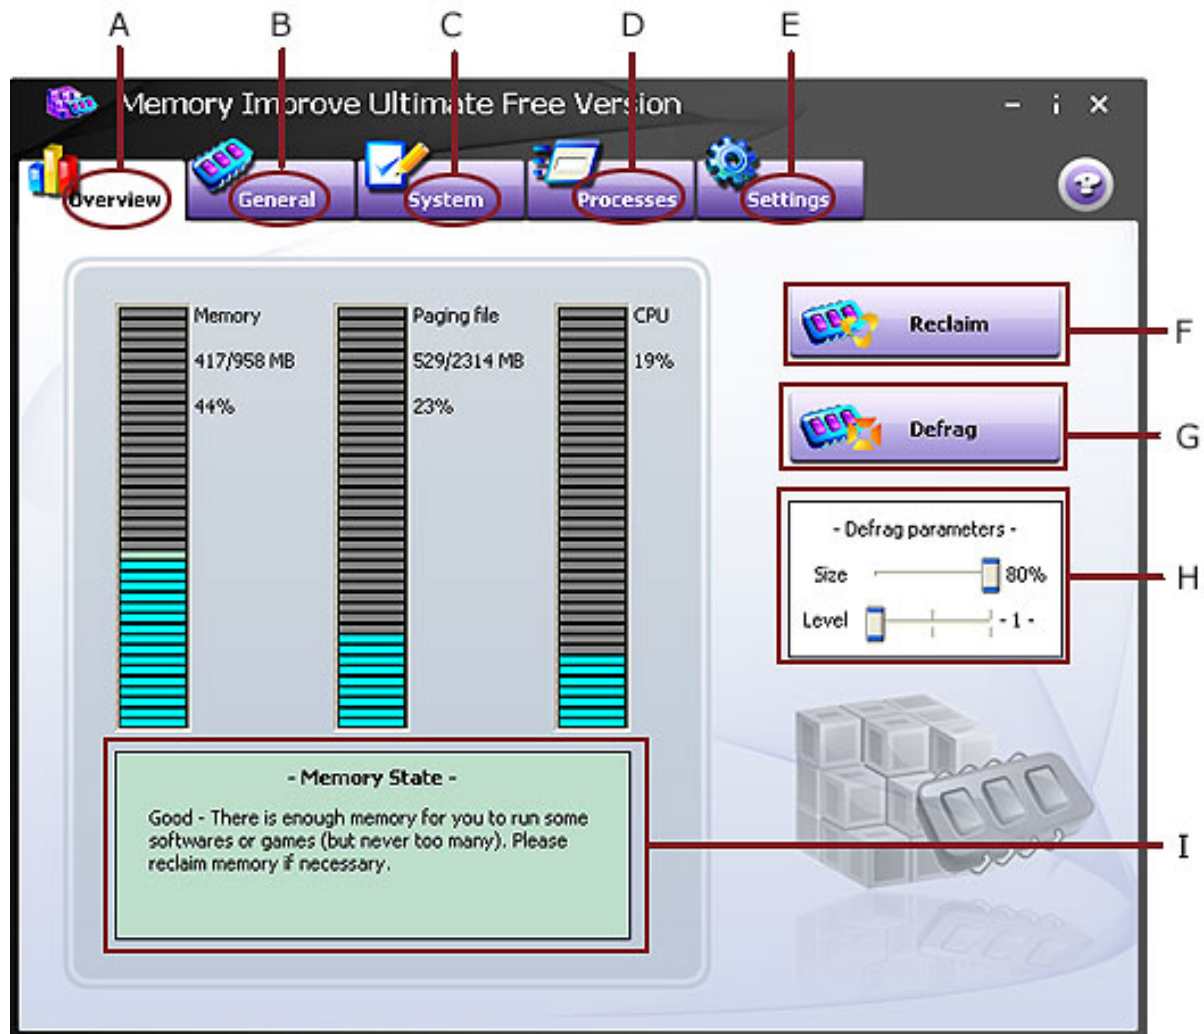 A B C D E
Memory Improve Ultimate Free Version
Overview General System Processes Settings
Memory
417/958 MB
44%
Paging file
529/2314 MB
23%
CPU
19%
Reclaim
F
Defrag
G
- Defrag parameters -
Size 80%
Level - 1 -
H
- Memory State -
Good - There is enough memory for you to run some
softwares or games (but never too many). Please
reclaim memory if necessary.
I